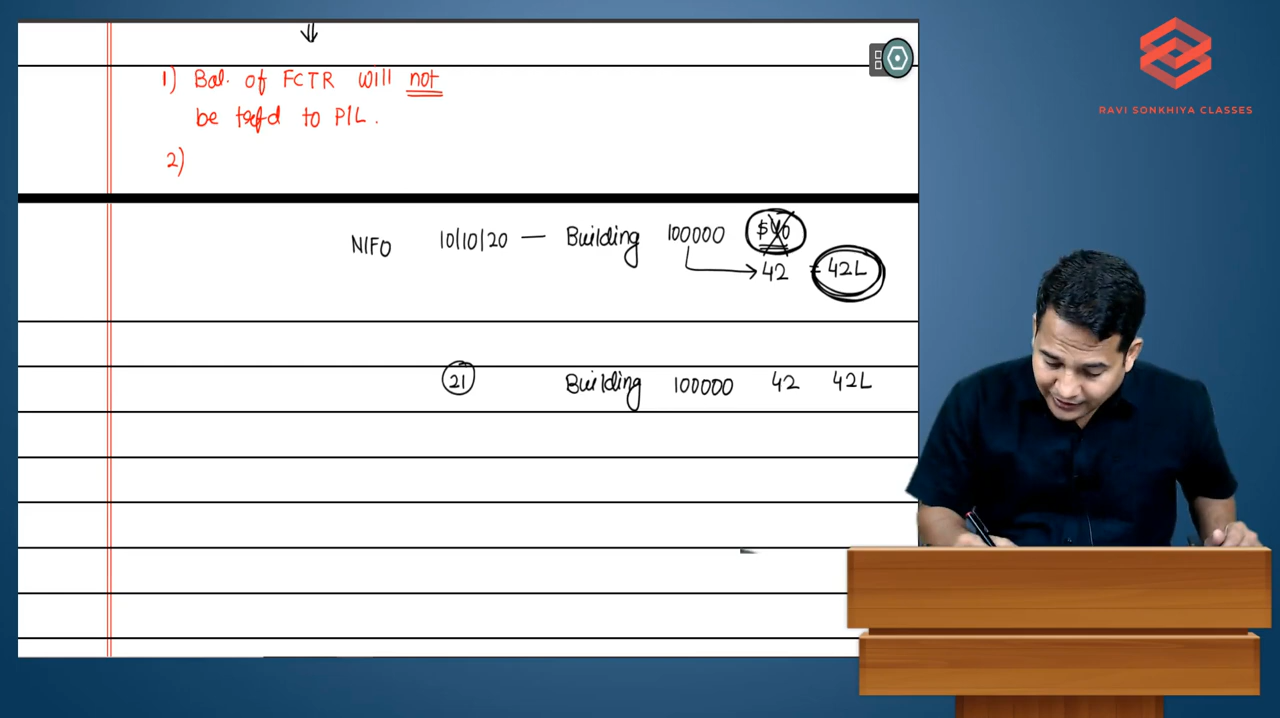 RAVI SONKHIYA CLASSES
1) Bal. of FCTR will not
be trefd to P/L.
2)
NIFO 10/10/20 — Building 100000 $40
42 = 42L
21 Building 100000 42 42L